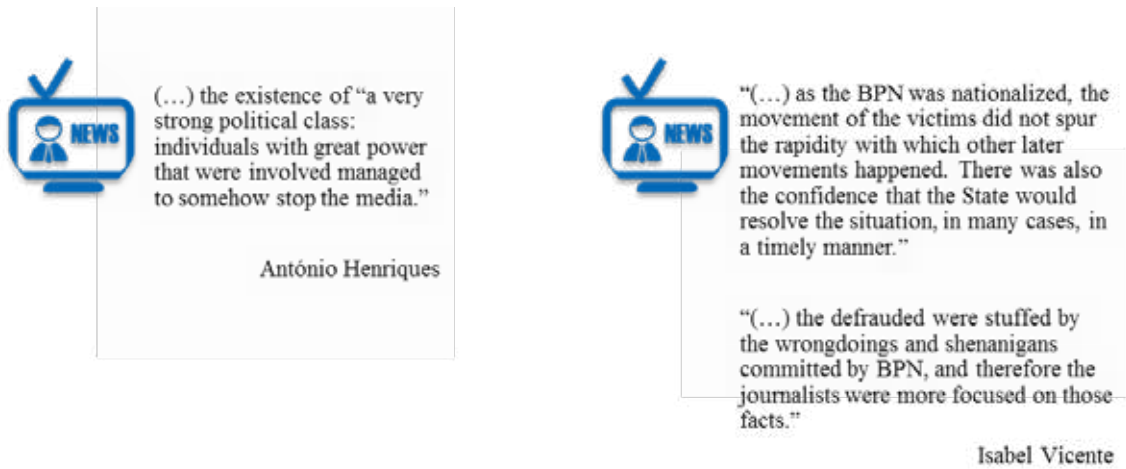 NEWS
(…) the existence of “a very
strong political class:
individuals with great power
that were involved managed
to somehow stop the media.”
António Henriques
NEWS
“(…) as the BPN was nationalized, the
movement of the victims did not spur
the rapidity with which other later
movements happened. There was also
the confidence that the State would
resolve the situation, in many cases, in
a timely manner.”
“(…) the defrauded were stuffed by
the wrongdoings and shenanigans
committed by BPN, and therefore the
journalists were more focused on those
facts.”
Isabel Vicente